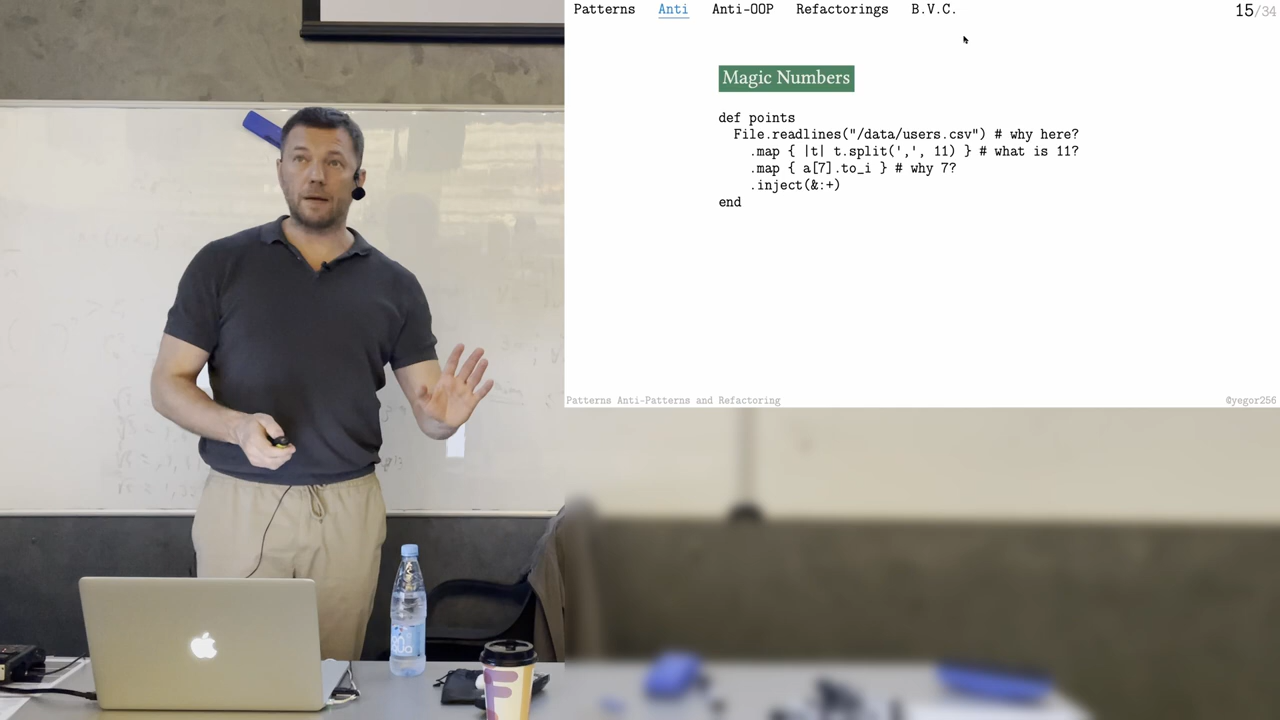 Patterns Anti Anti-OOP Refactorings B.V.C. 15/34
Magic Numbers
def points
File.readlines("/data/users.csv") # why here?
.map { |t| t.split(',', 11) } # what is 11?
.map { a[7].to_i } # why 7?
.inject(&:+)
end
Patterns Anti-Patterns and Refactoring @yegor256